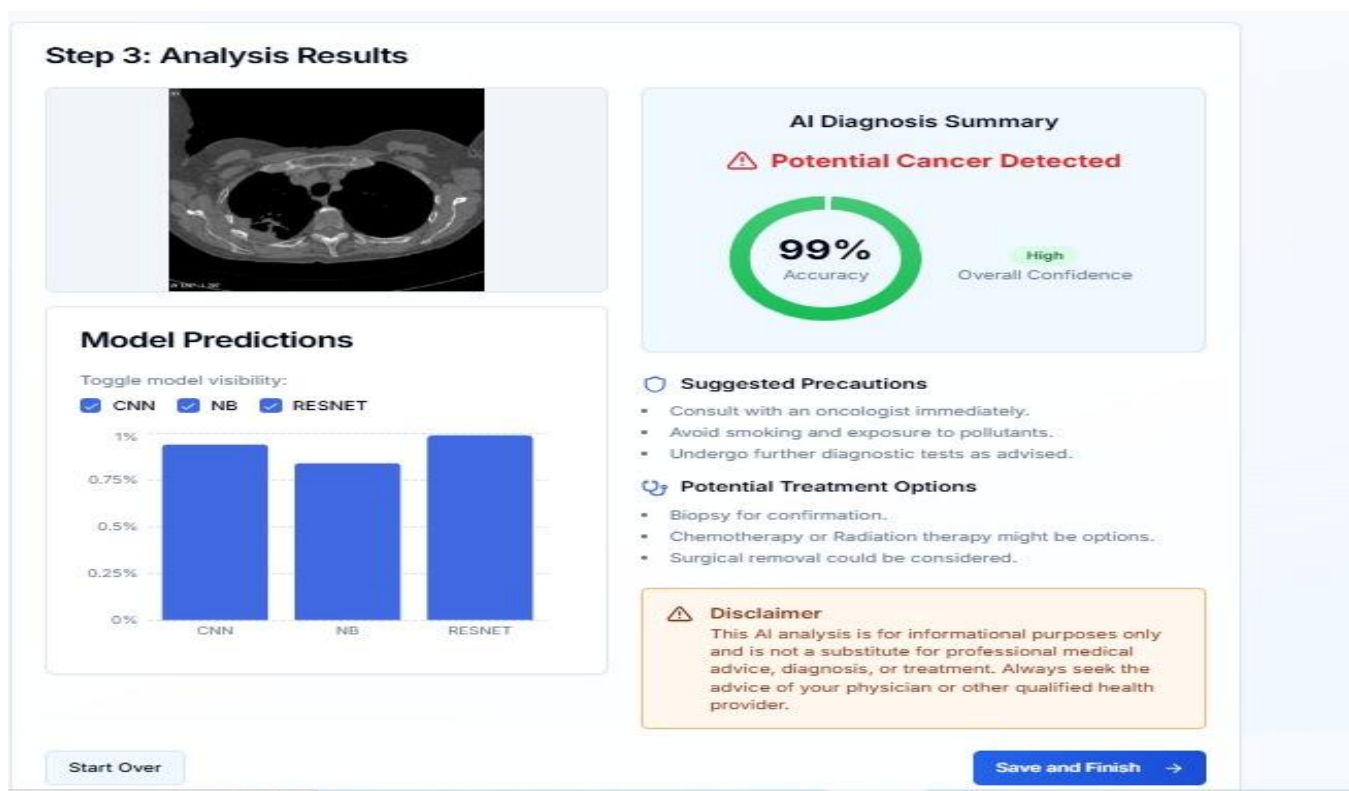 Step 3: Analysis Results
AI Diagnosis Summary
Potential Cancer Detected
99%
Accuracy
High
Overall Confidence
Model Predictions
Toggle model visibility:
CNN NB RESNET
1%
0.75%
0.5%
0.25%
0%
CNN NB RESNET
Suggested Precautions
• Consult with an oncologist immediately.
• Avoid smoking and exposure to pollutants.
• Undergo further diagnostic tests as advised.
Potential Treatment Options
• Biopsy for confirmation.
• Chemotherapy or Radiation therapy might be options.
• Surgical removal could be considered.
Disclaimer
This AI analysis is for informational purposes only
and is not a substitute for professional medical
advice, diagnosis, or treatment. Always seek the
advice of your physician or other qualified health
provider.
Start Over
Save and Finish →